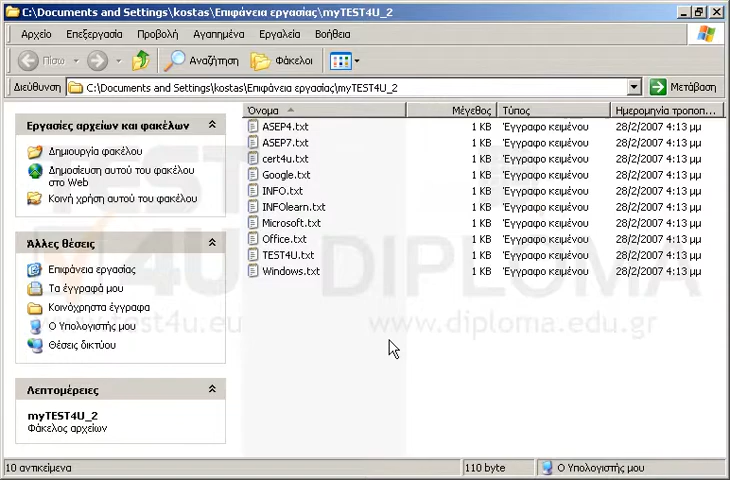 C:\Documents and Settings\kostas\Επιφάνεια εργασίας\myTEST4U_2
Αρχείο Επεξεργασία Προβολή Αγαπημένα Εργαλεία Βοήθεια
Πίσω Αναζήτηση Φάκελοι
Διεύθυνση C:\Documents and Settings\kostas\Επιφάνεια εργασίας\myTEST4U_2 Μετάβαση
Εργασίες αρχείων και φακέλων
Δημιουργία φακέλου
Δημοσίευση αυτού του φακέλου
στο Web
Κοινή χρήση αυτού του φακέλου
Άλλες θέσεις
Επιφάνεια εργασίας
Τα έγγραφά μου
Κοινόχρηστα έγγραφα
Ο Υπολογιστής μου
Θέσεις δικτύου
Λεπτομέρειες
myTEST4U_2
Φάκελος αρχείων
Όνομα Μέγεθος Τύπος Ημερομηνία τροποπ...
ASEP4.txt 1 KB Έγγραφο κειμένου 28/2/2007 4:13 μμ
ASEP7.txt 1 KB Έγγραφο κειμένου 28/2/2007 4:13 μμ
cert4u.txt 1 KB Έγγραφο κειμένου 28/2/2007 4:13 μμ
Google.txt 1 KB Έγγραφο κειμένου 28/2/2007 4:13 μμ
INFO.txt 1 KB Έγγραφο κειμένου 28/2/2007 4:13 μμ
INFOlearn.txt 1 KB Έγγραφο κειμένου 28/2/2007 4:13 μμ
Microsoft.txt 1 KB Έγγραφο κειμένου 28/2/2007 4:13 μμ
Office.txt 1 KB Έγγραφο κειμένου 28/2/2007 4:13 μμ
TEST4U.txt 1 KB Έγγραφο κειμένου 28/2/2007 4:13 μμ
Windows.txt 1 KB Έγγραφο κειμένου 28/2/2007 4:13 μμ
TEST
4U DIPLOMA
www.test4u.eu www.diploma.edu.gr
10 αντικείμενα 110 byte Ο Υπολογιστής μου